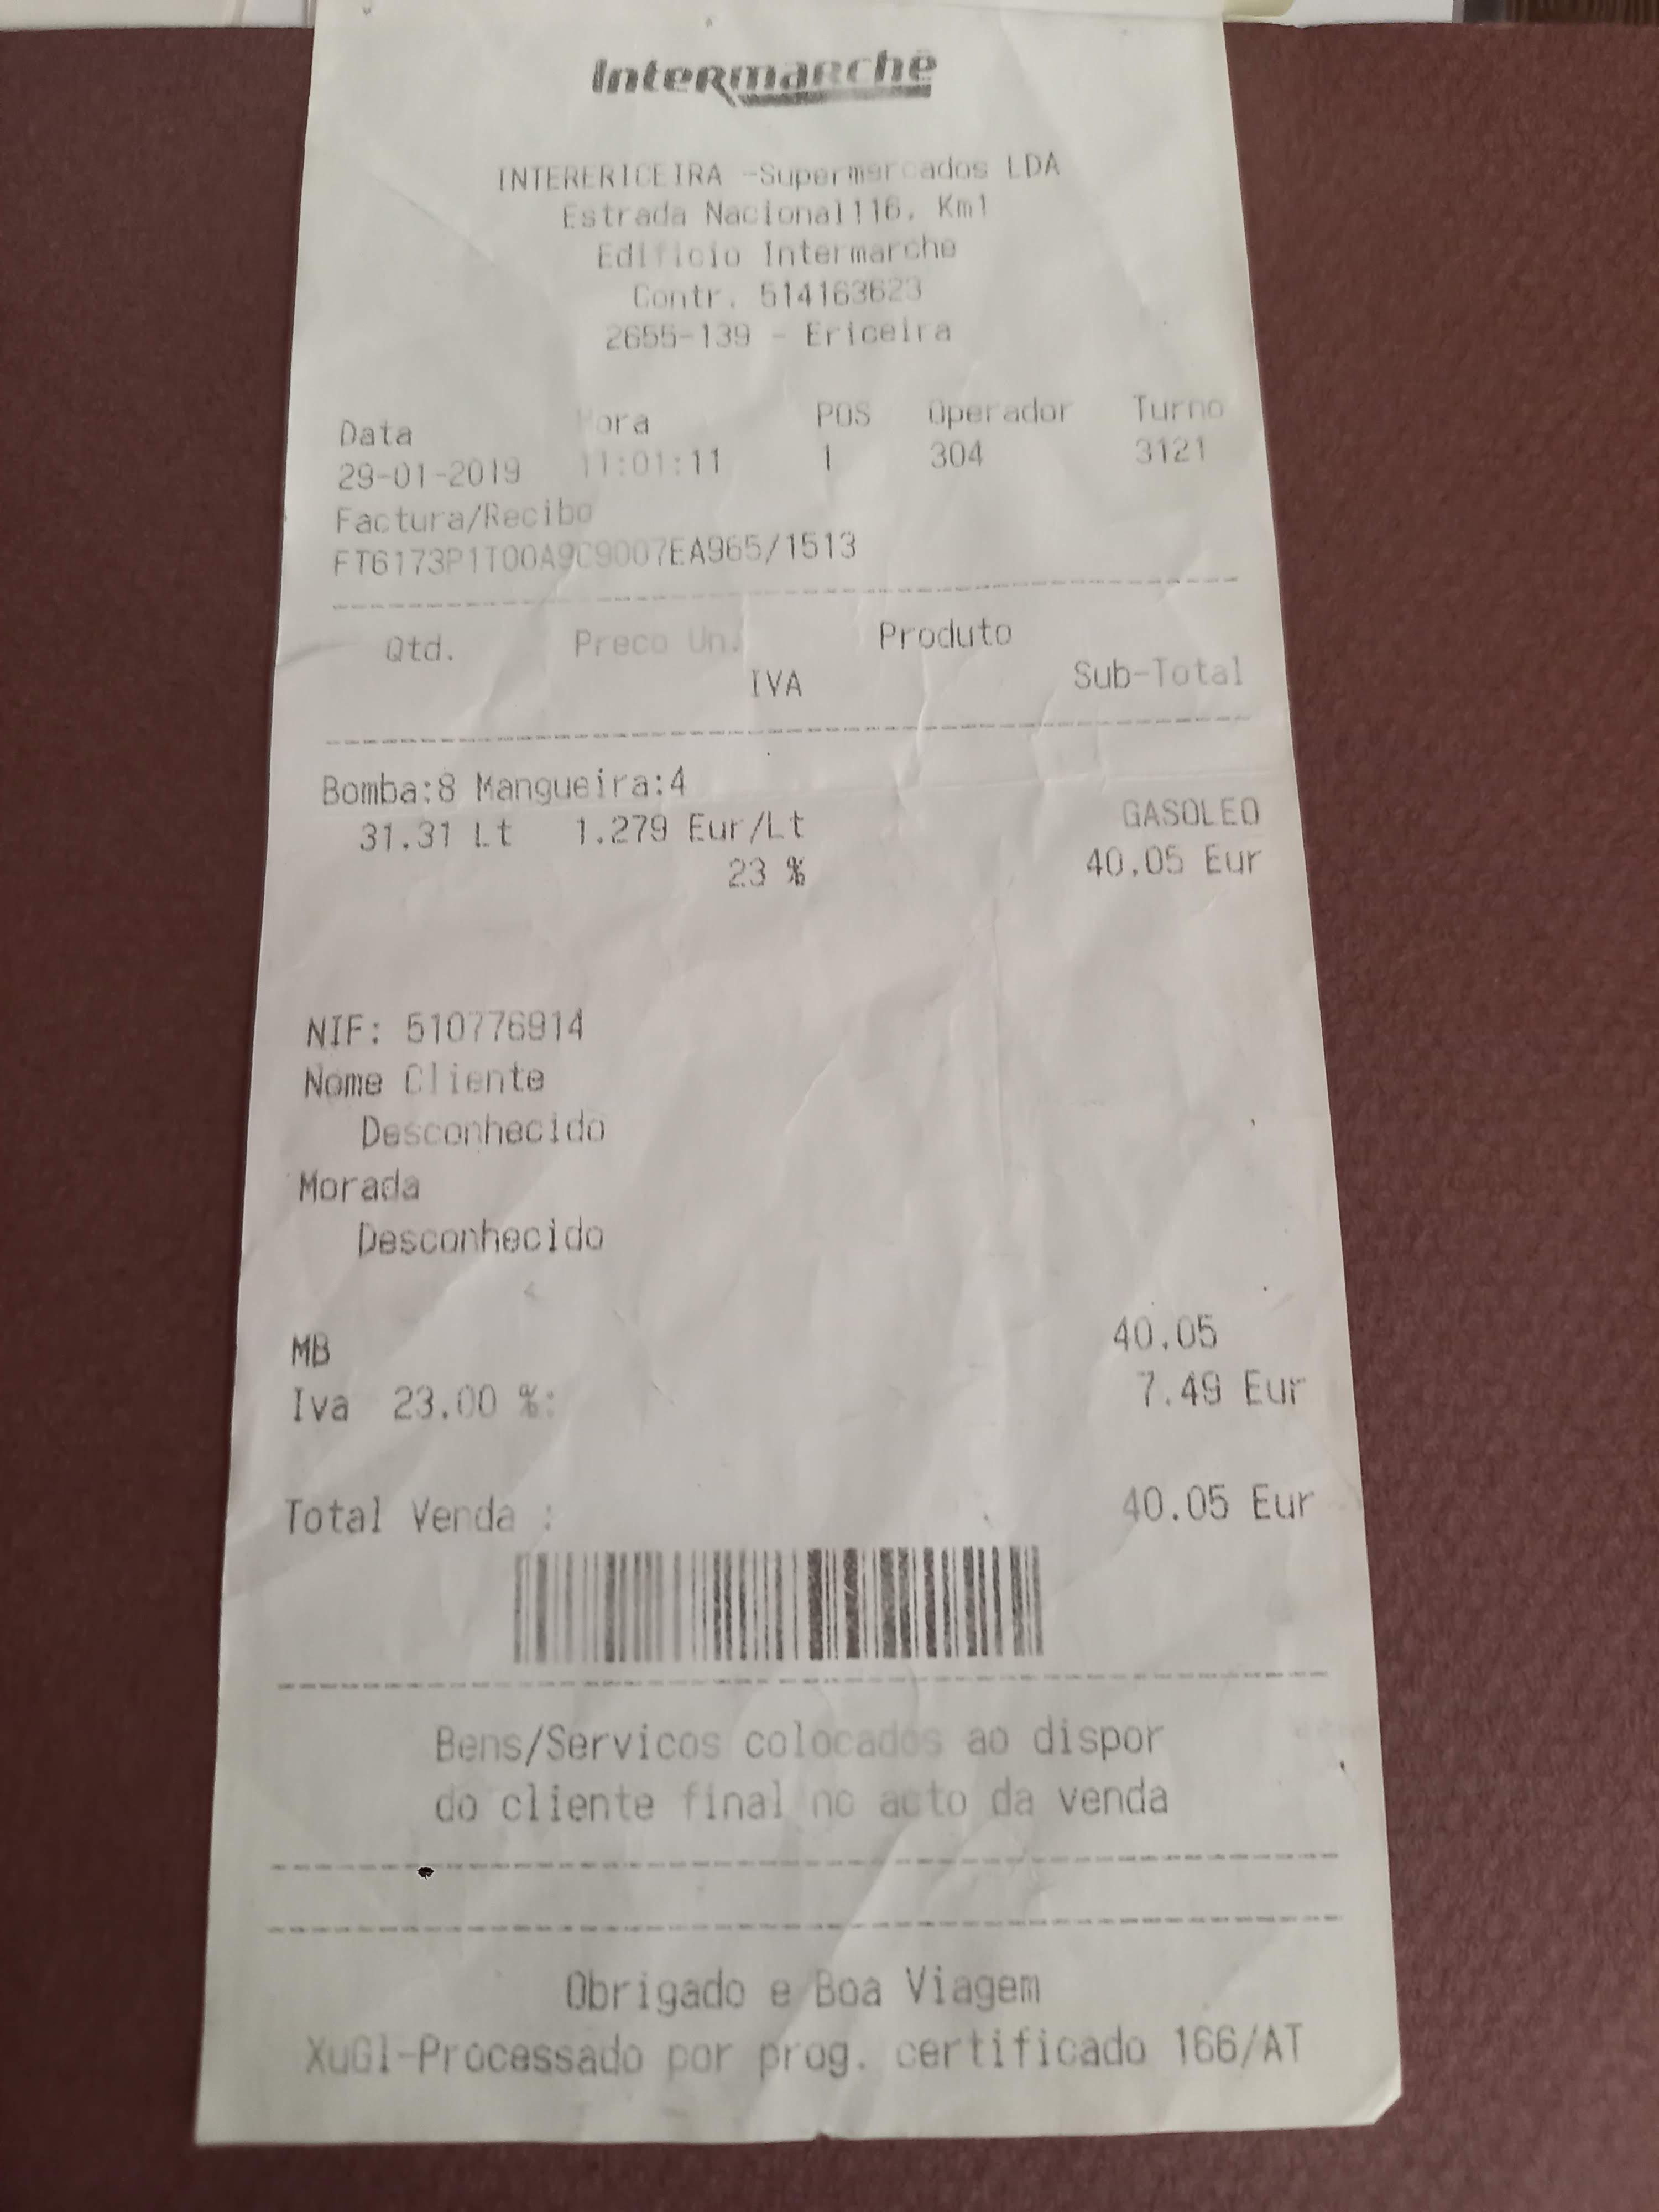 Intermarchē
INTERERICEIRA -Supermercados LDA
Estrada Nacional116, Km1
Edificio Intermarche
Contr. 514163623
2655-139 - Ericeira
Data Hora POS Operador Turno
29-01-2019 11:01:11 1 304 3121
Factura/Recibo
FT6173P1T00A9C9007EA965/1513
Qtd. Preco Un. Produto
IVA Sub-Total
Bomba:8 Mangueira:4
31.31 Lt 1.279 Eur/Lt GASOLEO
23 % 40.05 Eur
NIF: 510776914
Nome Cliente
Desconhecido
Morada
Desconhecido
MB 40.05
Iva 23.00 %: 7.49 Eur
Total Venda : 40.05 Eur
Bens/Servicos colocados ao dispor
do cliente final no acto da venda
Obrigado e Boa Viagem
XuGl-Processado por prog. certificado 166/AT